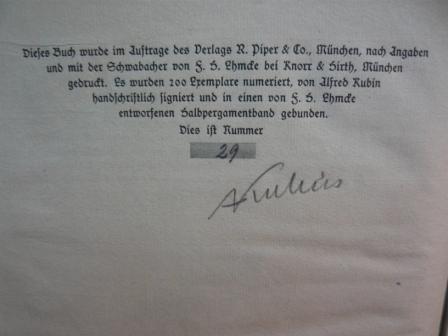 Dieses Buch wurde im Auftrage des Verlags R. Piper & Co., München, nach Angaben
und mit der Schwabacher von F. H. Ehmcke bei Knorr & Hirth, München
gedruckt. Es wurden 200 Exemplare numeriert, von Alfred Kubin
handschriftlich signiert und in einen von F. H. Ehmcke
entworfenen Halbpergamentband gebunden.
Dies ist Nummer
29
AKubin